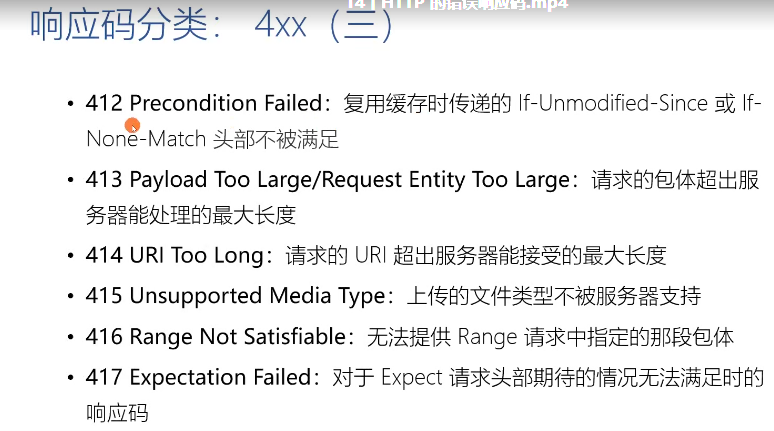 14 | HTTP 的错误响应码.mp4
响应码分类： 4xx（三）
• 412 Precondition Failed：复用缓存时传递的 If-Unmodified-Since 或 If-
None-Match 头部不被满足
• 413 Payload Too Large/Request Entity Too Large：请求的包体超出服
务器能处理的最大长度
• 414 URI Too Long：请求的 URI 超出服务器能接受的最大长度
• 415 Unsupported Media Type：上传的文件类型不被服务器支持
• 416 Range Not Satisfiable：无法提供 Range 请求中指定的那段包体
• 417 Expectation Failed：对于 Expect 请求头部期待的情况无法满足时的
响应码